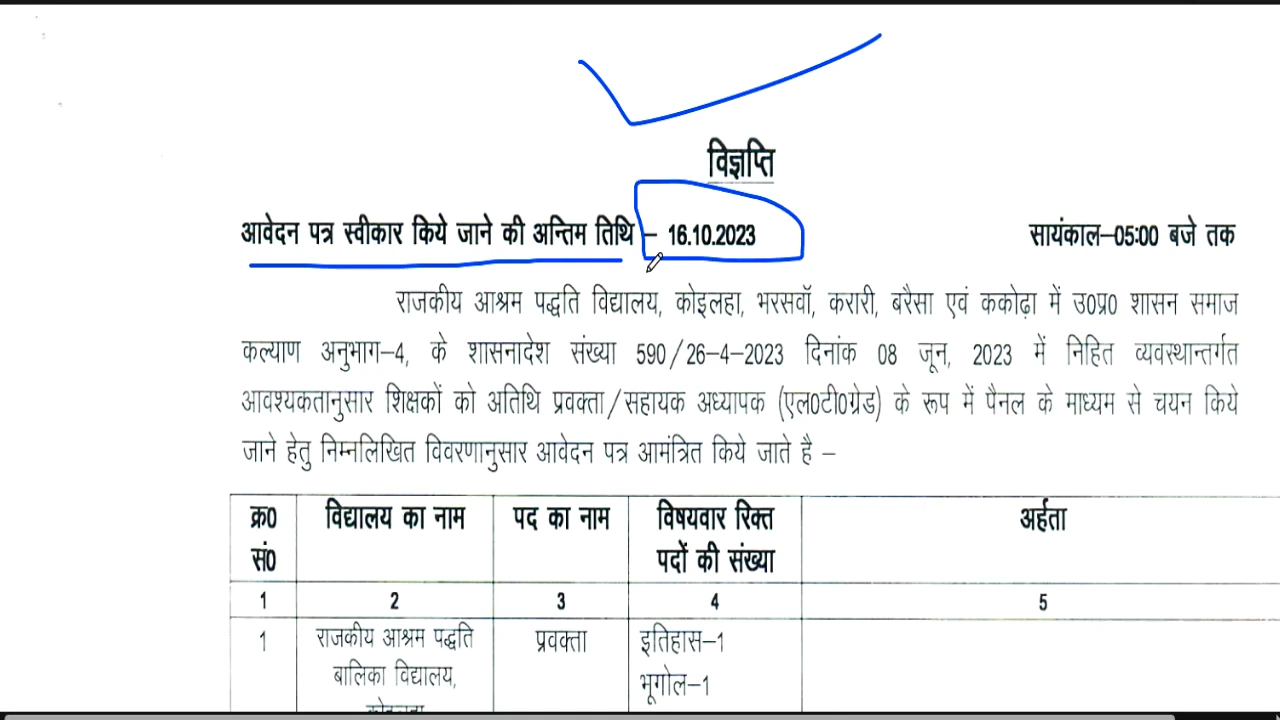 विज्ञप्ति
आवेदन पत्र स्वीकार किये जाने की अन्तिम तिथि – 16.10.2023 सायंकाल–05:00 बजे तक
राजकीय आश्रम पद्धति विद्यालय, कोइलहा, भरसवॉ, करारी, बरैसा एवं ककोढ़ा में उ0प्र0 शासन समाज
कल्याण अनुभाग–4, के शासनादेश संख्या 590/26–4–2023 दिनांक 08 जून, 2023 में निहित व्यवस्थान्तर्गत
आवश्यकतानुसार शिक्षकों को अतिथि प्रवक्ता/सहायक अध्यापक (एल0टी0ग्रेड) के रूप में पैनल के माध्यम से चयन किये
जाने हेतु निम्नलिखित विवरणानुसार आवेदन पत्र आमंत्रित किये जाते है –
क्र0 विद्यालय का नाम पद का नाम विषयवार रिक्त अर्हता
सं0 पदों की संख्या
1 2 3 4 5
1 राजकीय आश्रम पद्धति प्रवक्ता इतिहास–1
बालिका विद्यालय, भूगोल–1